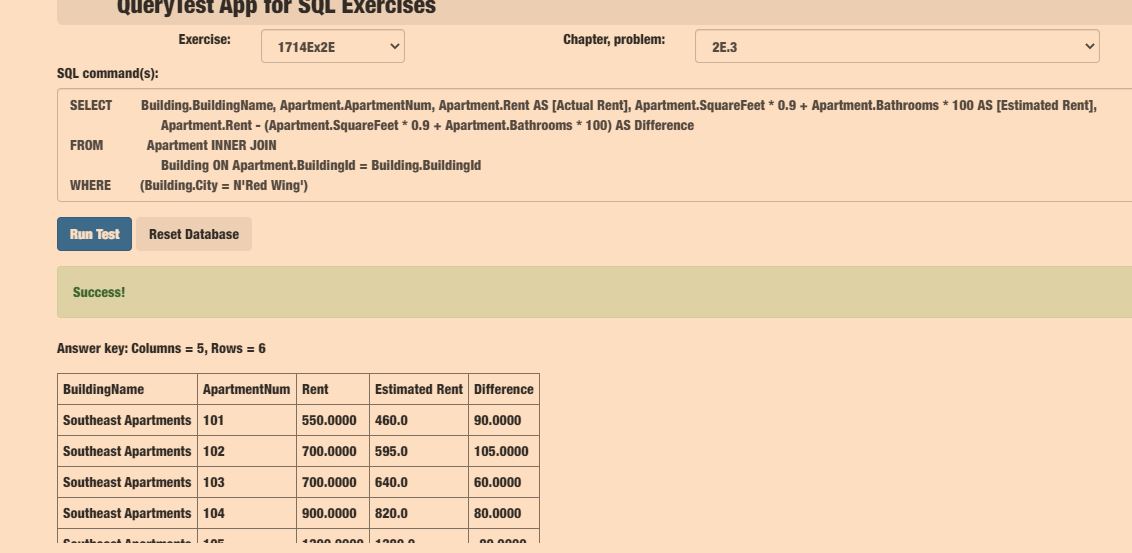 QueryTest App for SQL Exercises
Exercise: 1714Ex2E Chapter, problem: 2E.3
SQL command(s):
SELECT Building.BuildingName, Apartment.ApartmentNum, Apartment.Rent AS [Actual Rent], Apartment.SquareFeet * 0.9 + Apartment.Bathrooms * 100 AS [Estimated Rent],
Apartment.Rent - (Apartment.SquareFeet * 0.9 + Apartment.Bathrooms * 100) AS Difference
FROM Apartment INNER JOIN
Building ON Apartment.BuildingId = Building.BuildingId
WHERE (Building.City = N'Red Wing')
Run Test Reset Database
Success!
Answer key: Columns = 5, Rows = 6
BuildingName ApartmentNum Rent Estimated Rent Difference
Southeast Apartments 101 550.0000 460.0 90.0000
Southeast Apartments 102 700.0000 595.0 105.0000
Southeast Apartments 103 700.0000 640.0 60.0000
Southeast Apartments 104 900.0000 820.0 80.0000
Southeast Apartments 105